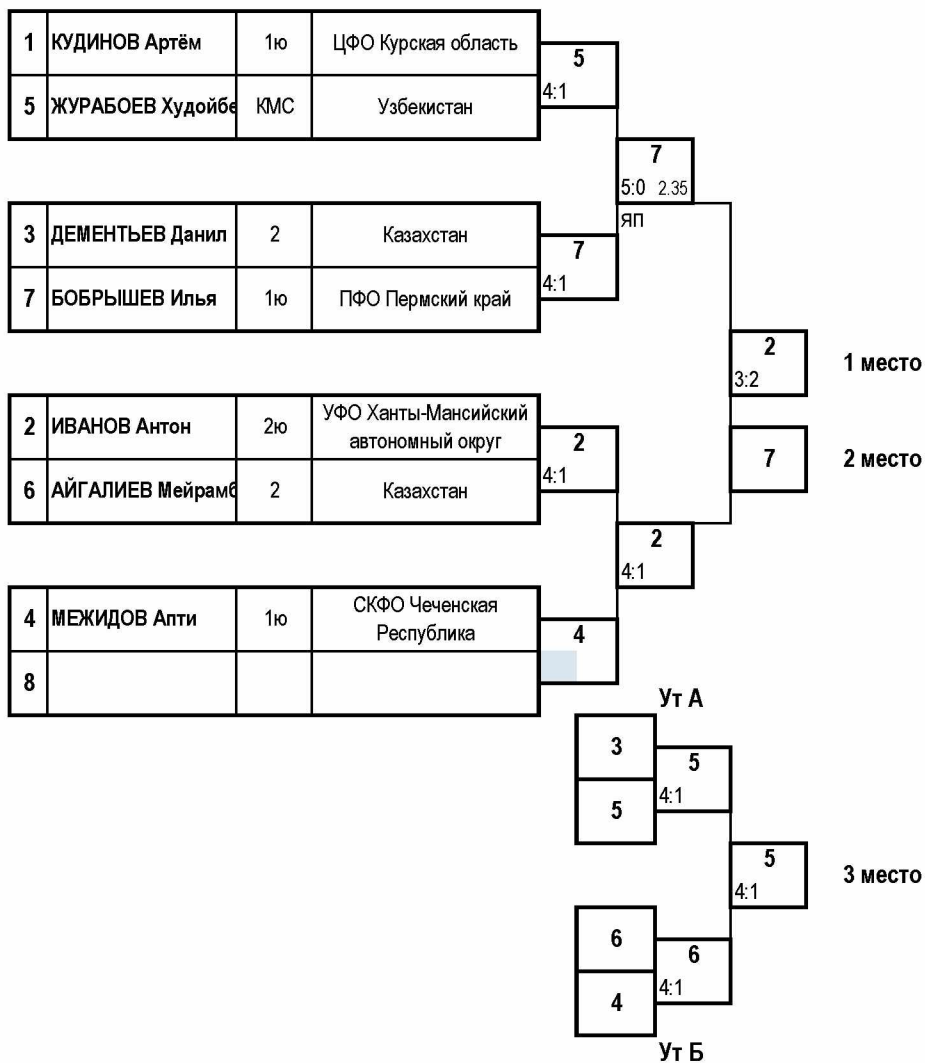 1 КУДИНОВ Артём 1ю ЦФО Курская область
5
4:1
5 ЖУРАБОЕВ Худойбе КМС Узбекистан
7
5:0 2.35
ЯП
3 ДЕМЕНТЬЕВ Данил 2 Казахстан
7
4:1
7 БОБРЫШЕВ Илья 1ю ПФО Пермский край
2
3:2
1 место
2 ИВАНОВ Антон 2ю УФО Ханты-Мансийский
автономный округ
2
4:1
7
2 место
6 АЙГАЛИЕВ Мейрамб 2 Казахстан
2
4:1
4 МЕЖИДОВ Апти 1ю СКФО Чеченская
Республика
4
8
Ут А
3
5
4:1
5
5
4:1
3 место
6
6
4:1
4
Ут Б